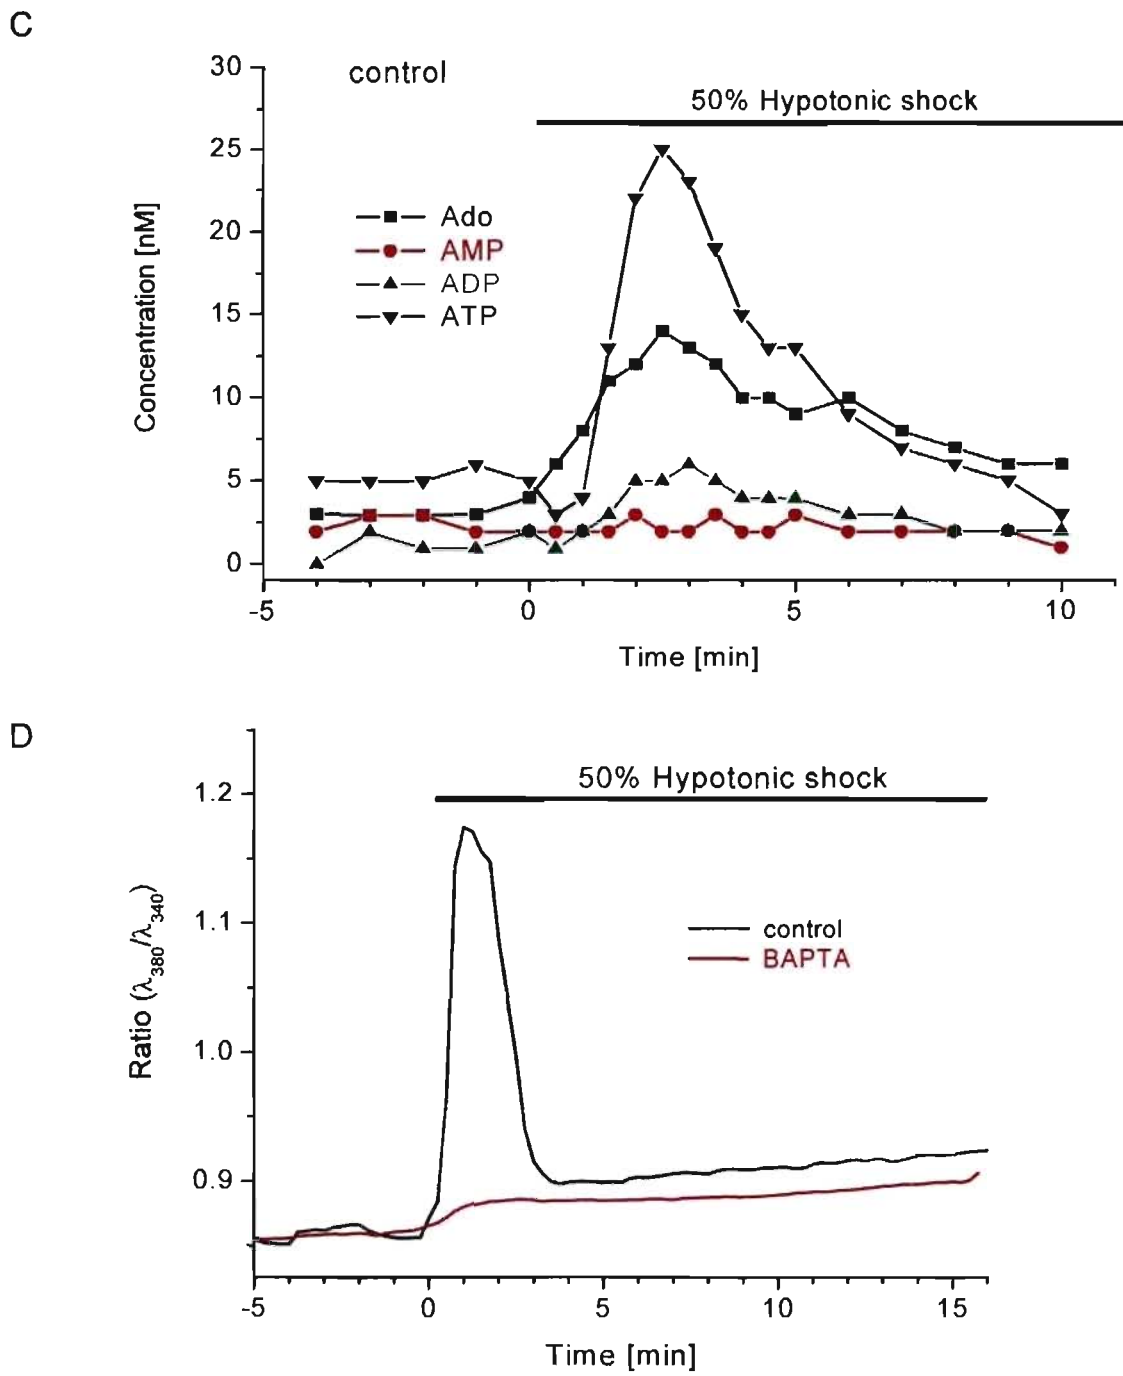 C
control
50% Hypotonic shock
30
25
20
15
10
5
0
Concentration [nM]
Ado
AMP
ADP
ATP
-5
0
5
10
Time [min]
D
50% Hypotonic shock
1.2
1.1
1.0
0.9
Ratio (λ380/λ340)
control
BAPTA
-5
0
5
10
15
Time [min]